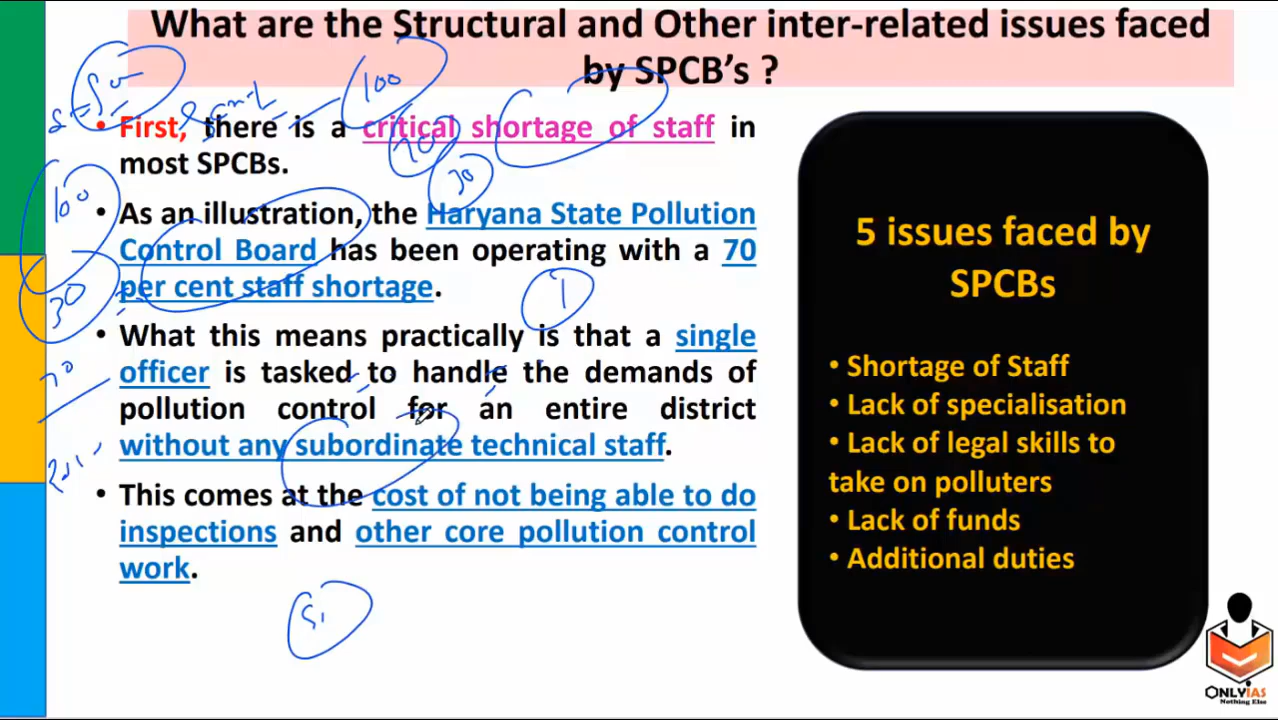 What are the Structural and Other inter-related issues faced
by SPCB's ?
• First, there is a critical shortage of staff in
most SPCBs.
• As an illustration, the Haryana State Pollution
Control Board has been operating with a 70
per cent staff shortage.
• What this means practically is that a single
officer is tasked to handle the demands of
pollution control for an entire district
without any subordinate technical staff.
• This comes at the cost of not being able to do
inspections and other core pollution control
work.
100
70
30
100
30
70
1
5 issues faced by
SPCBs
• Shortage of Staff
• Lack of specialisation
• Lack of legal skills to
take on polluters
• Lack of funds
• Additional duties
ONLYIAS
Nothing Else